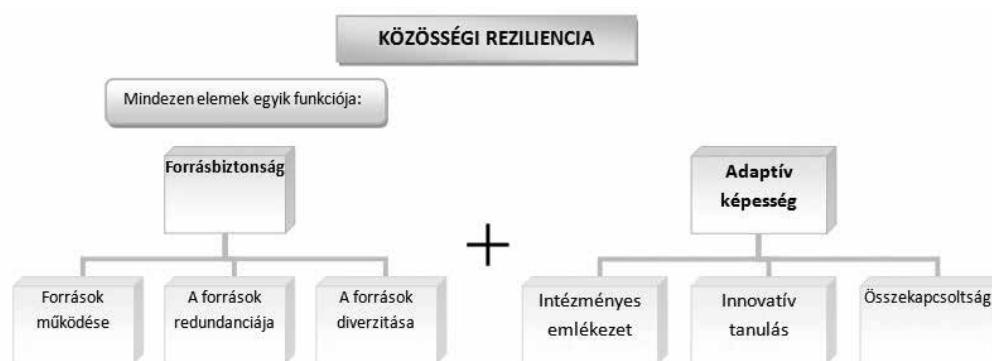 KÖZÖSSÉGI REZILIENCIA
Mindezen elemek egyik funkciója:
Forrásbiztonság
Adaptív
képesség
+
Források
működése
A források
redundanciája
A források
diverzitása
Intézményes
emlékezet
Innovatív
tanulás
Összekapcsoltság